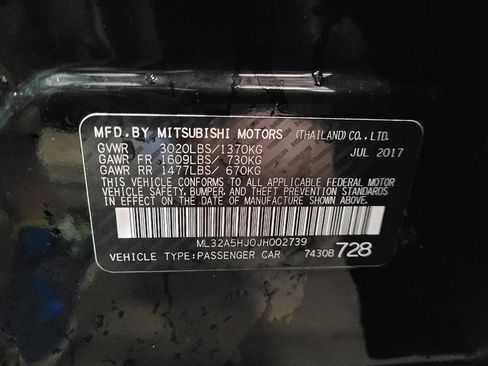 MFD.BY MITSUBISHI MOTORS (THAILAND) CO.,LTD.
GVWR 3020LBS/1370KG JUL 2017
GAWR FR 1609LBS/ 730KG
GAWR RR 1477LBS/ 670KG
THIS VEHICLE CONFORMS TO ALL APPLICABLE FEDERAL MOTOR
VEHICLE SAFETY, BUMPER, AND THEFT PREVENTION STANDARDS
IN EFFECT ON THE DATE OF MANUFACTURE SHOWN ABOVE.
ML32A5HJ0JH002739
VEHICLE TYPE:PASSENGER CAR 7430B 728